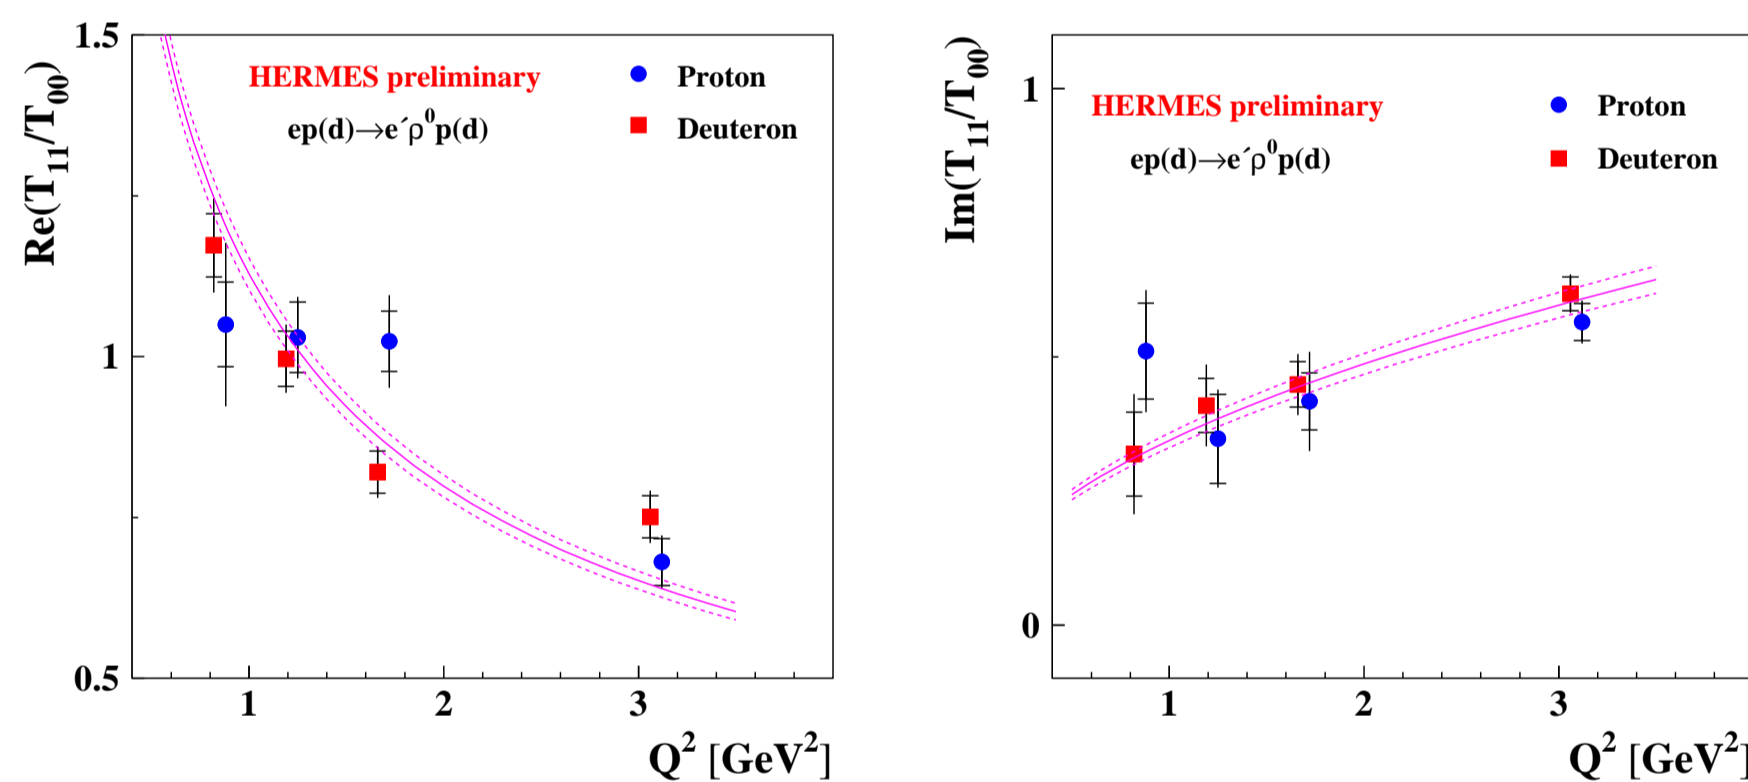 1.5
Re(T11/T00)
HERMES preliminary
ep(d)→e´ρ0p(d)
Proton
Deuteron
1
0.5
1 2 3
Q2 [GeV2]
Im(T11/T00)
1
HERMES preliminary
ep(d)→e´ρ0p(d)
Proton
Deuteron
0
1 2 3
Q2 [GeV2]